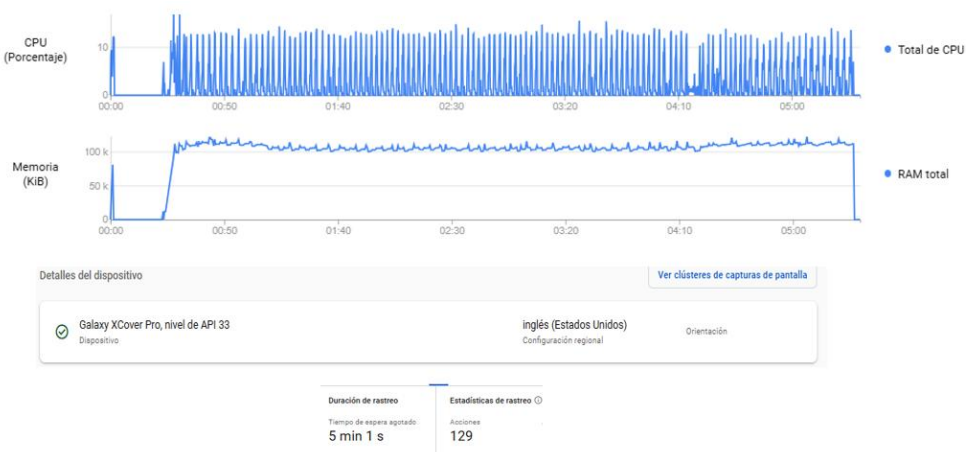 CPU
(Porcentaje)
10
0
00:00 00:50 01:40 02:30 03:20 04:10 05:00
Total de CPU
Memoria
(KiB)
100 k
50 k
0
00:00 00:50 01:40 02:30 03:20 04:10 05:00
RAM total
Detalles del dispositivo
Ver clústeres de capturas de pantalla
Galaxy XCover Pro, nivel de API 33
Dispositivo
inglés (Estados Unidos)
Configuración regional
Orientación
Duración de rastreo
Tiempo de espera agotado
5 min 1 s
Estadísticas de rastreo
Acciones
129